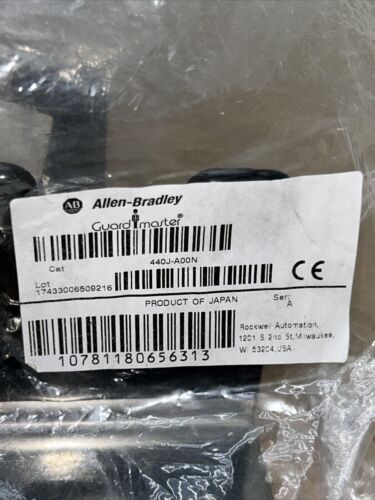 AB Allen-Bradley
Guardmaster®
Cat 440J-A00N
Lot
17433006509216
CE
PRODUCT OF JAPAN
Ser:
A
10781180656313
Rockwell Automation,
1201 S 2nd St,Milwaukee,
WI 53204,USA